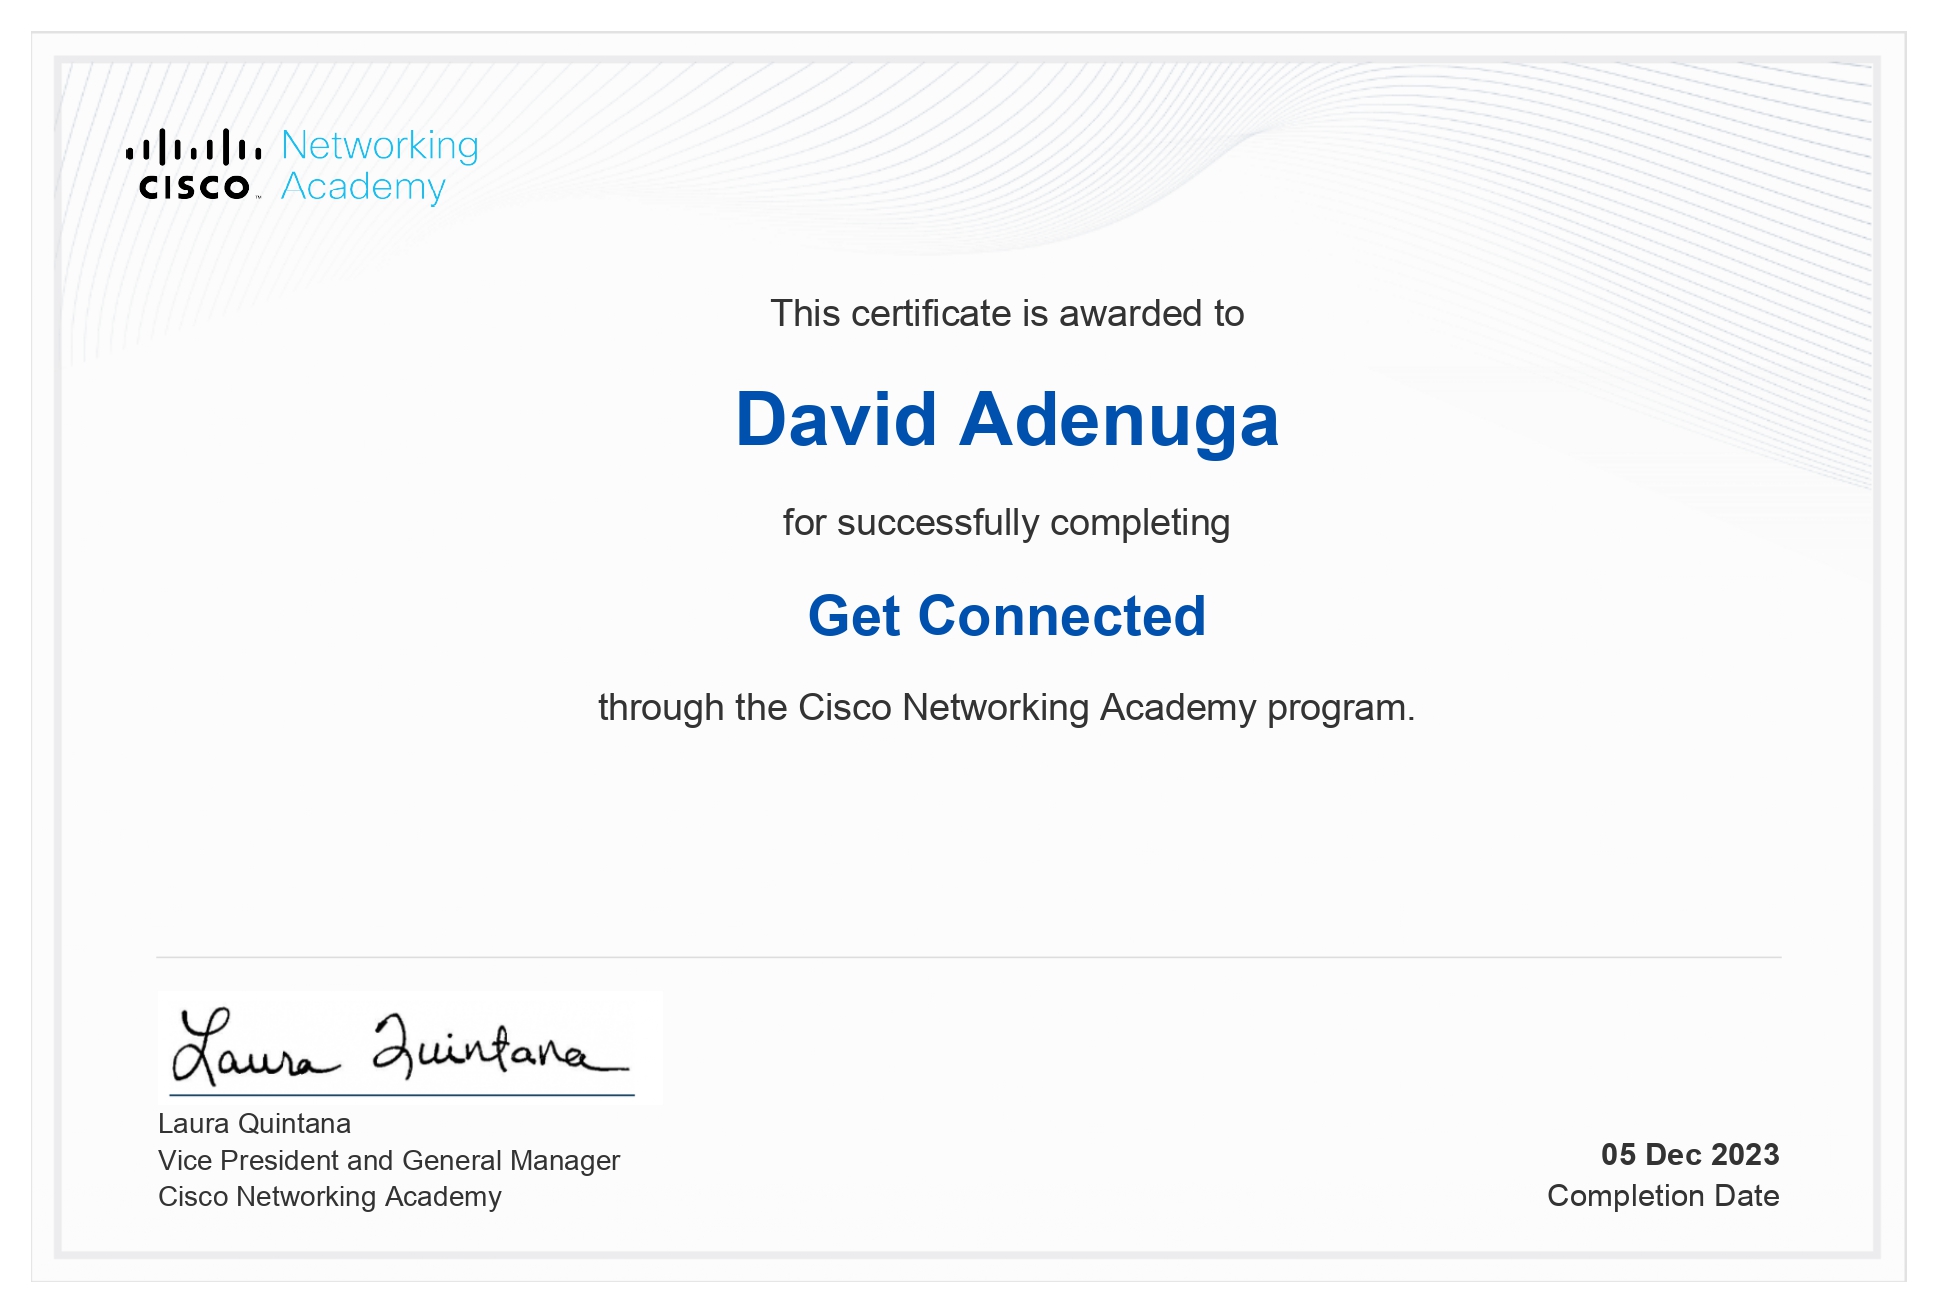 Networking
CISCO™ Academy
This certificate is awarded to
David Adenuga
for successfully completing
Get Connected
through the Cisco Networking Academy program.
Laura Quintana
Laura Quintana
Vice President and General Manager
Cisco Networking Academy
05 Dec 2023
Completion Date